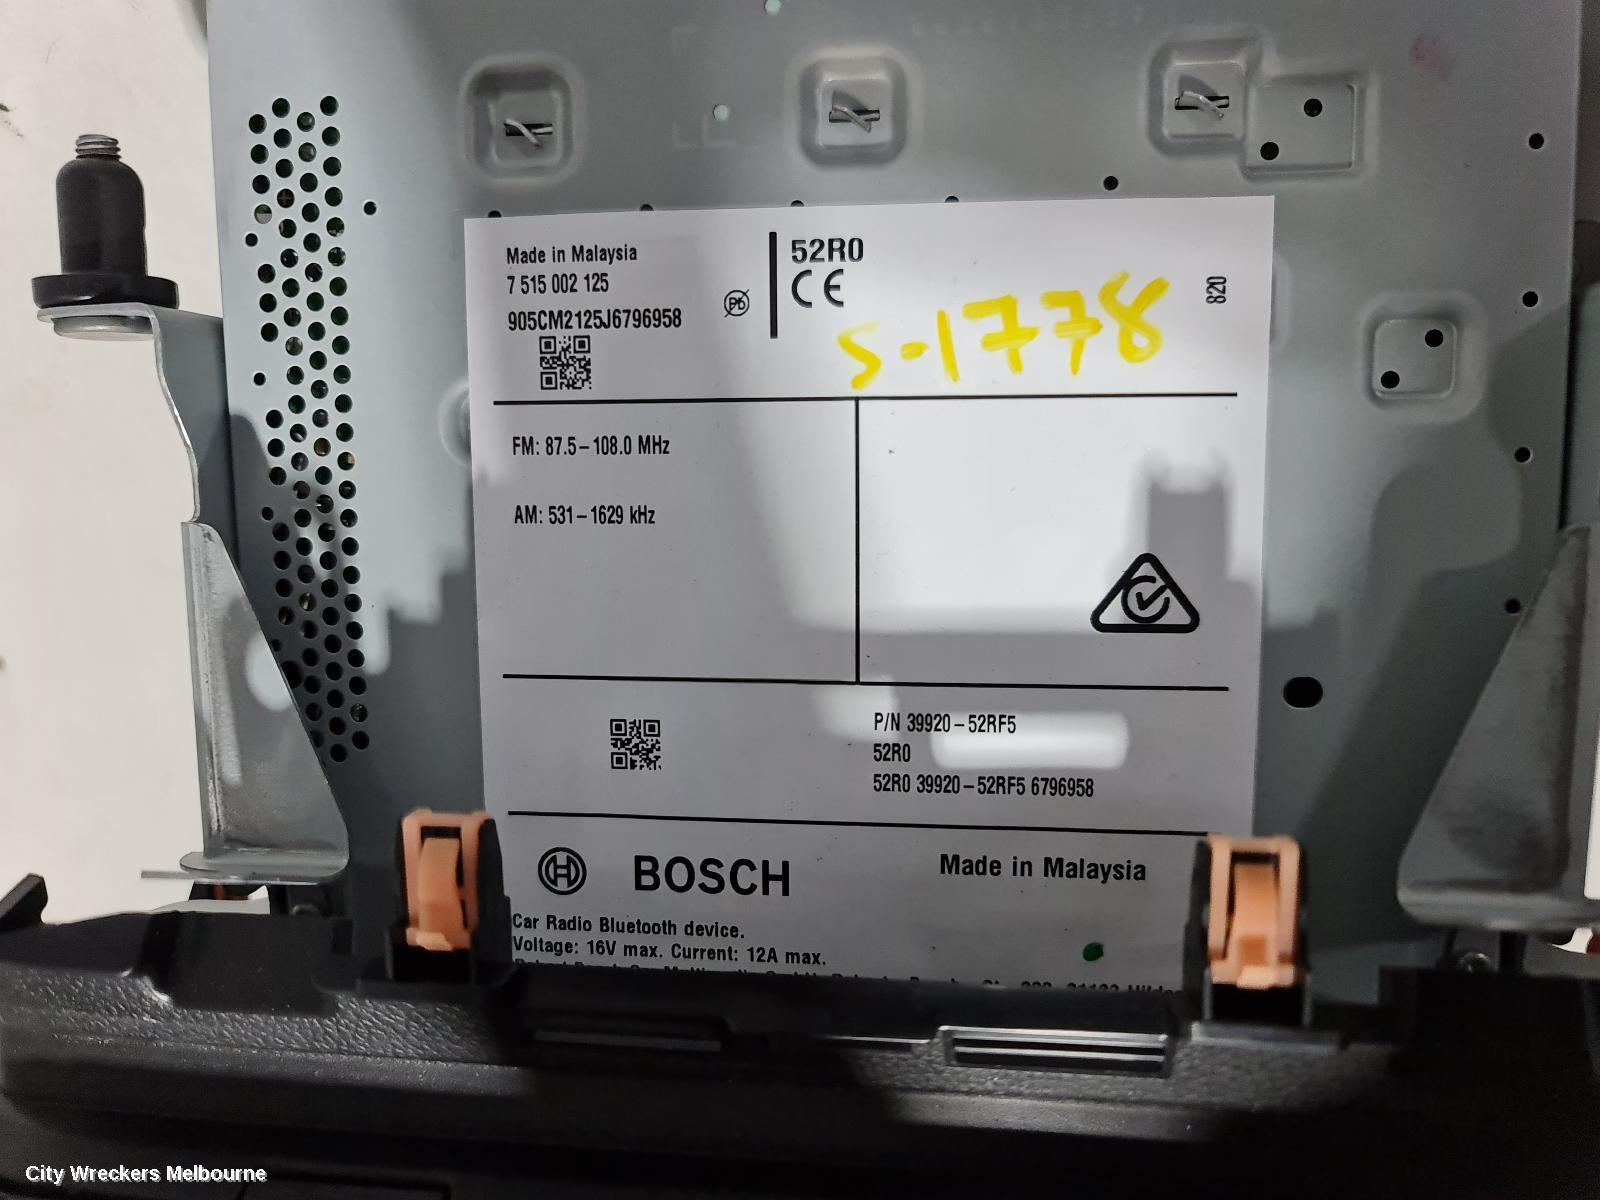 Made in Malaysia
7 515 002 125
905CM2125J6796958
Pb
52R0
CE
S-1778
820
FM: 87.5–108.0 MHz
AM: 531–1629 kHz
P/N 39920–52RF5
52R0
52R0 39920–52RF5 6796958
BOSCH
Made in Malaysia
Car Radio Bluetooth device.
Voltage: 16V max. Current: 12A max.
City Wreckers Melbourne